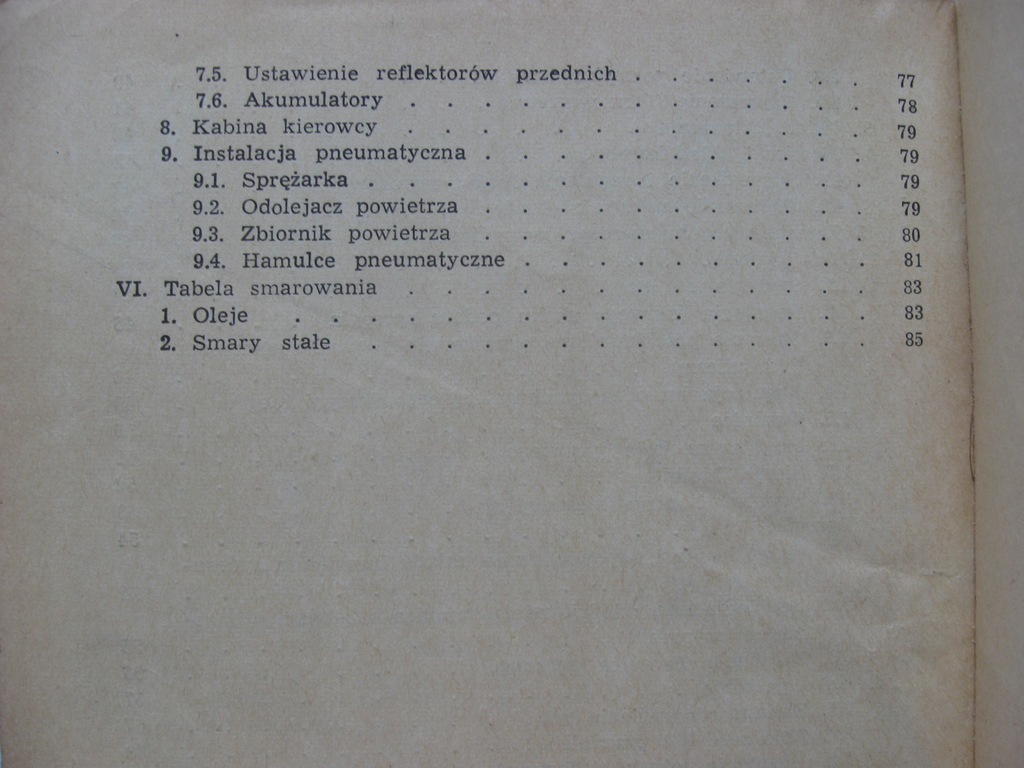 7.5. Ustawienie reflektorów przednich . . . . . . . 77
7.6. Akumulatory . . . . . . . . . . . . . 78
8. Kabina kierowcy . . . . . . . . . . . . . 79
9. Instalacja pneumatyczna . . . . . . . . . . . 79
9.1. Sprężarka . . . . . . . . . . . . . . 79
9.2. Odolejacz powietrza . . . . . . . . . . . 79
9.3. Zbiornik powietrza . . . . . . . . . . . 80
9.4. Hamulce pneumatyczne . . . . . . . . . . 81
VI. Tabela smarowania . . . . . . . . . . . . . 83
1. Oleje . . . . . . . . . . . . . . . . 83
2. Smary stałe . . . . . . . . . . . . . . 85